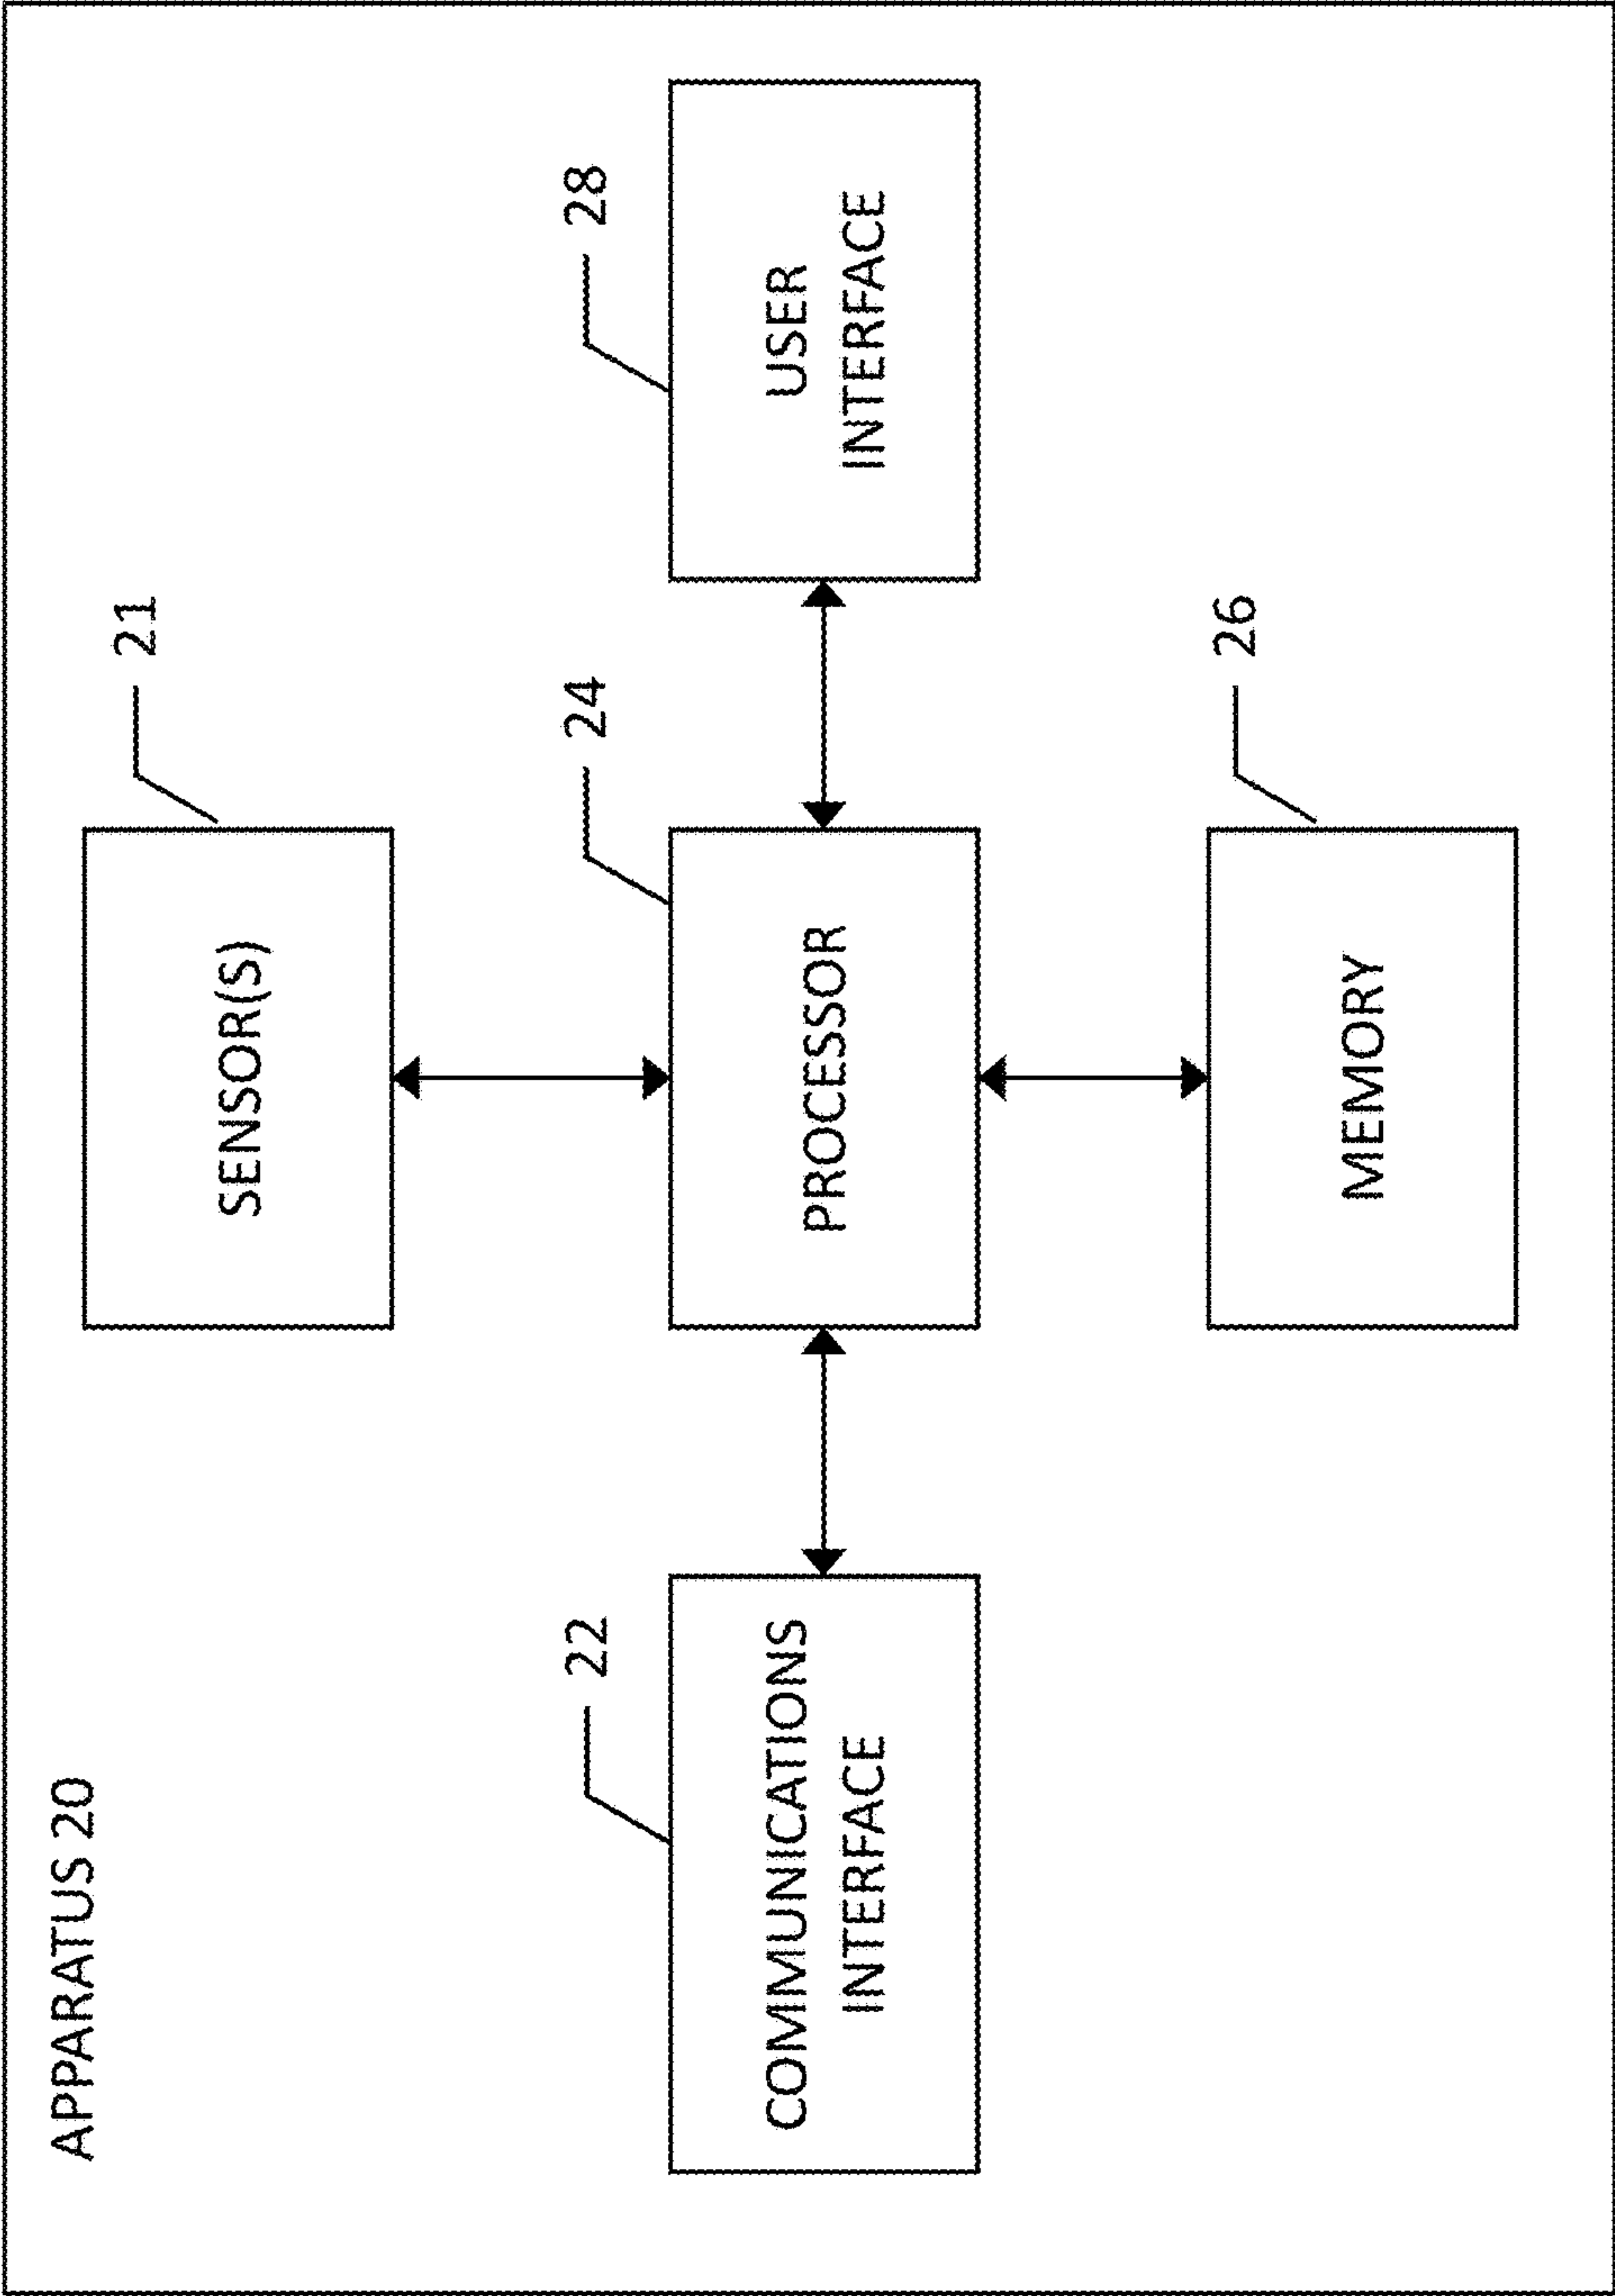 APPARATUS 20
21
SENSOR(S)
22
COMMUNICATIONS
INTERFACE
24
PROCESSOR
28
USER
INTERFACE
26
MEMORY